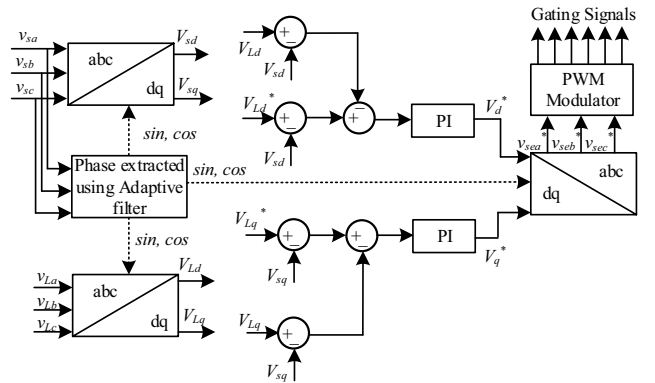 Gating Signals
v_sa
v_sb
v_sc
abc
dq
V_sd
V_sq
V_Ld
V_sd
V_Ld*
V_sd
PI
V_d*
PWM
Modulator
v_sea* v_seb* v_sec*
abc
dq
sin, cos
Phase extracted
using Adaptive
filter
sin, cos
sin, cos
V_Lq*
V_sq
PI
V_q*
v_La
v_Lb
v_Lc
abc
dq
V_Ld
V_Lq
V_Lq
V_sq